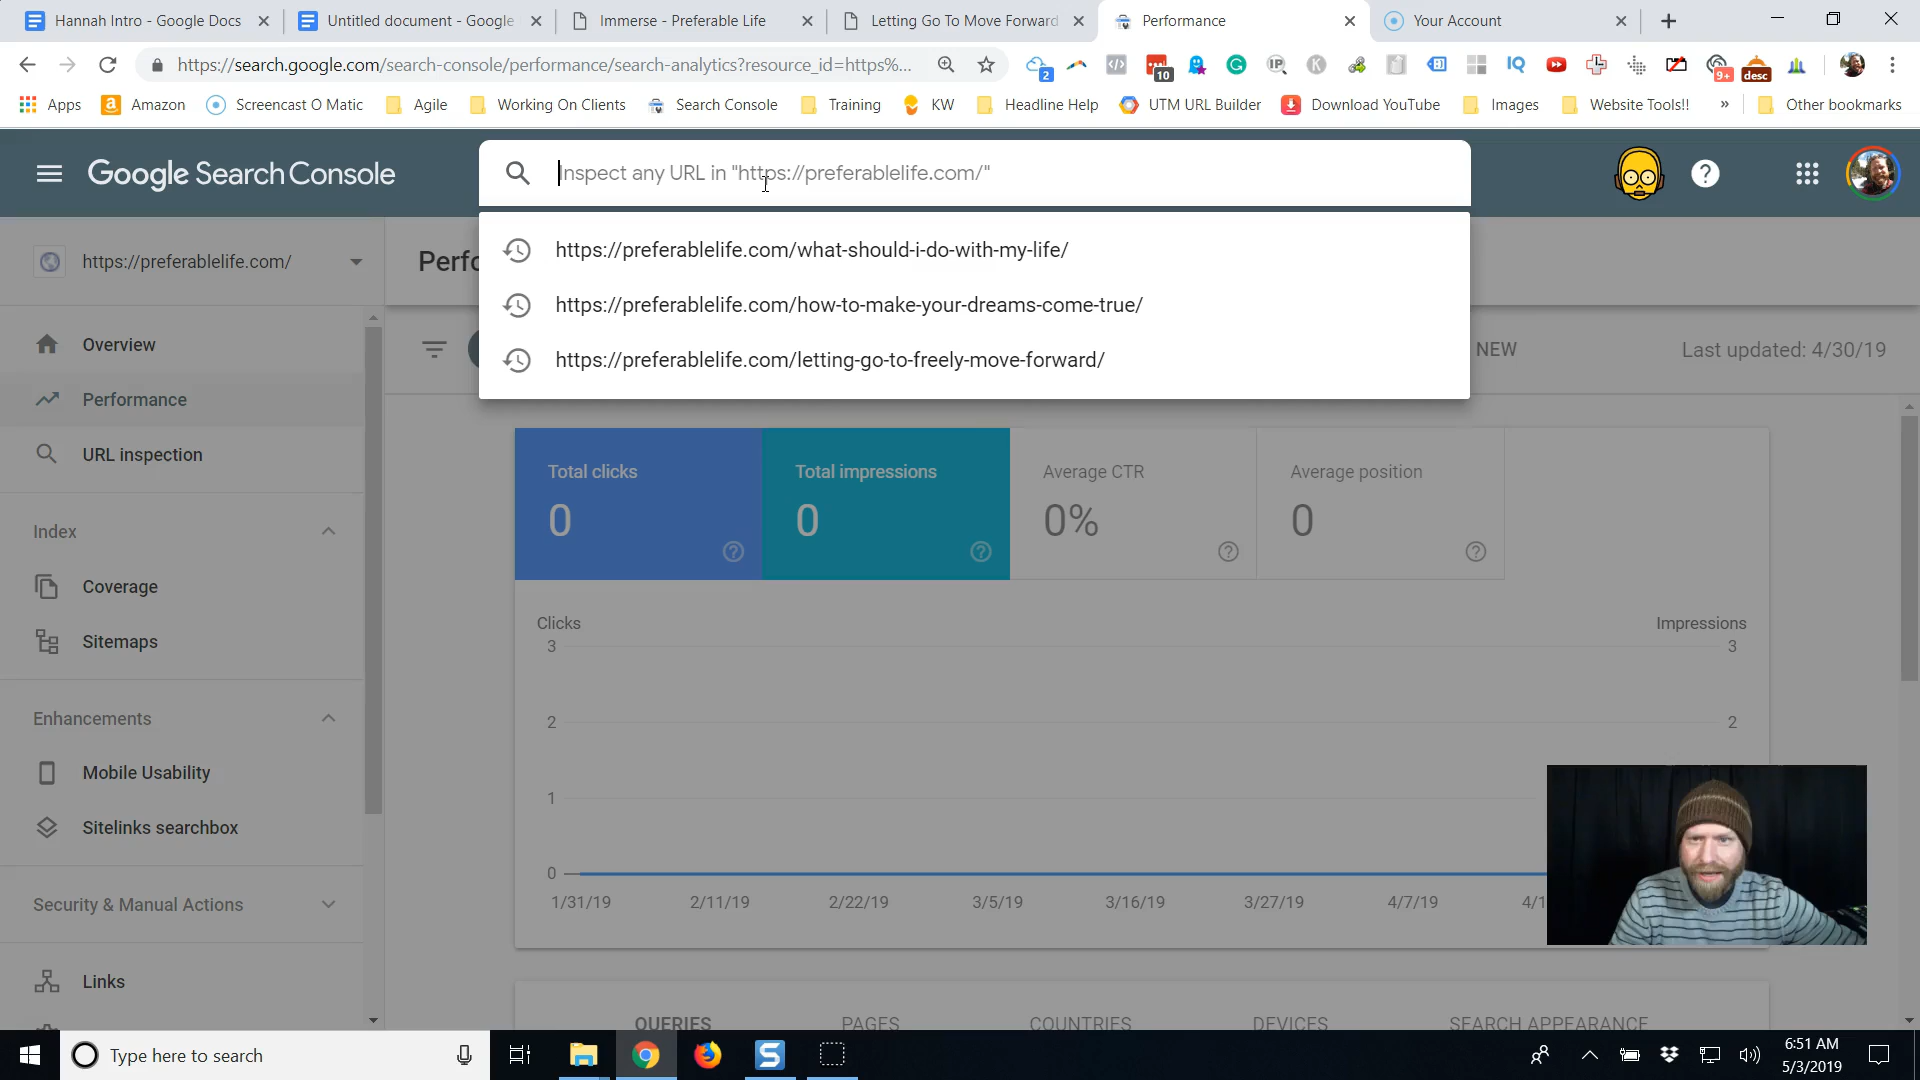 Hannah Intro - Google Docs
Untitled document - Google
Immerse - Preferable Life
Letting Go To Move Forward
Performance
Your Account
https://search.google.com/search-console/performance/search-analytics?resource_id=https%...
2
10
9+
desc
Apps
Amazon
Screencast O Matic
Agile
Working On Clients
Search Console
Training
KW
Headline Help
UTM URL Builder
Download YouTube
Images
Website Tools!!
»
Other bookmarks
Google Search Console
Inspect any URL in "https://preferablelife.com/"
https://preferablelife.com/what-should-i-do-with-my-life/
https://preferablelife.com/how-to-make-your-dreams-come-true/
https://preferablelife.com/letting-go-to-freely-move-forward/
https://preferablelife.com/
Perfo
NEW
Last updated: 4/30/19
Overview
Performance
URL inspection
Index
Coverage
Sitemaps
Enhancements
Mobile Usability
Sitelinks searchbox
Security & Manual Actions
Links
Total clicks
0
Total impressions
0
Average CTR
0%
Average position
0
Clicks
Impressions
3
3
2
2
1
0
1/31/19
2/11/19
2/22/19
3/5/19
3/16/19
3/27/19
4/7/19
4/1
QUERIES
PAGES
COUNTRIES
DEVICES
SEARCH APPEARANCE
Type here to search
6:51 AM
5/3/2019